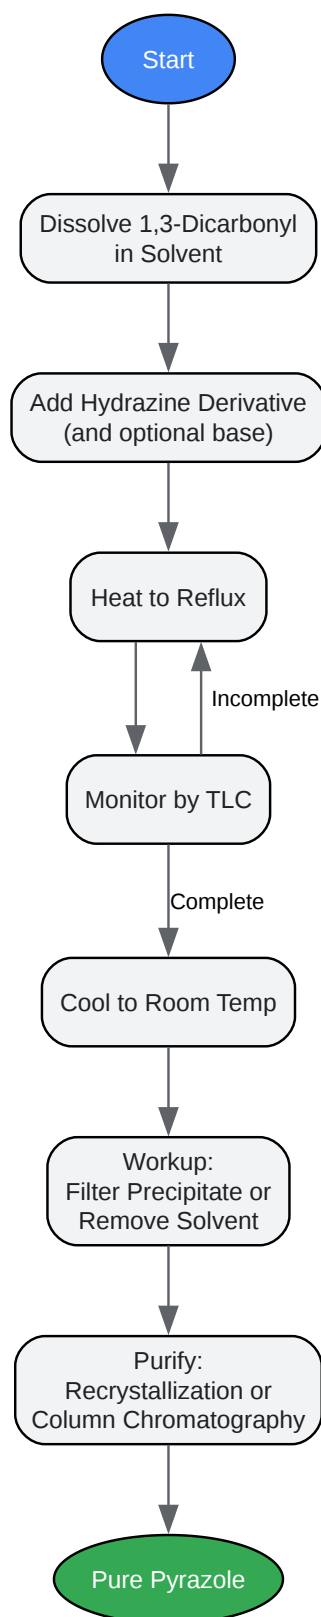 Start
Dissolve 1,3-Dicarbonyl
in Solvent
Add Hydrazine Derivative
(and optional base)
Heat to Reflux
Incomplete
Monitor by TLC
Complete
Cool to Room Temp
Workup:
Filter Precipitate or
Remove Solvent
Purify:
Recrystallization or
Column Chromatography
Pure Pyrazole